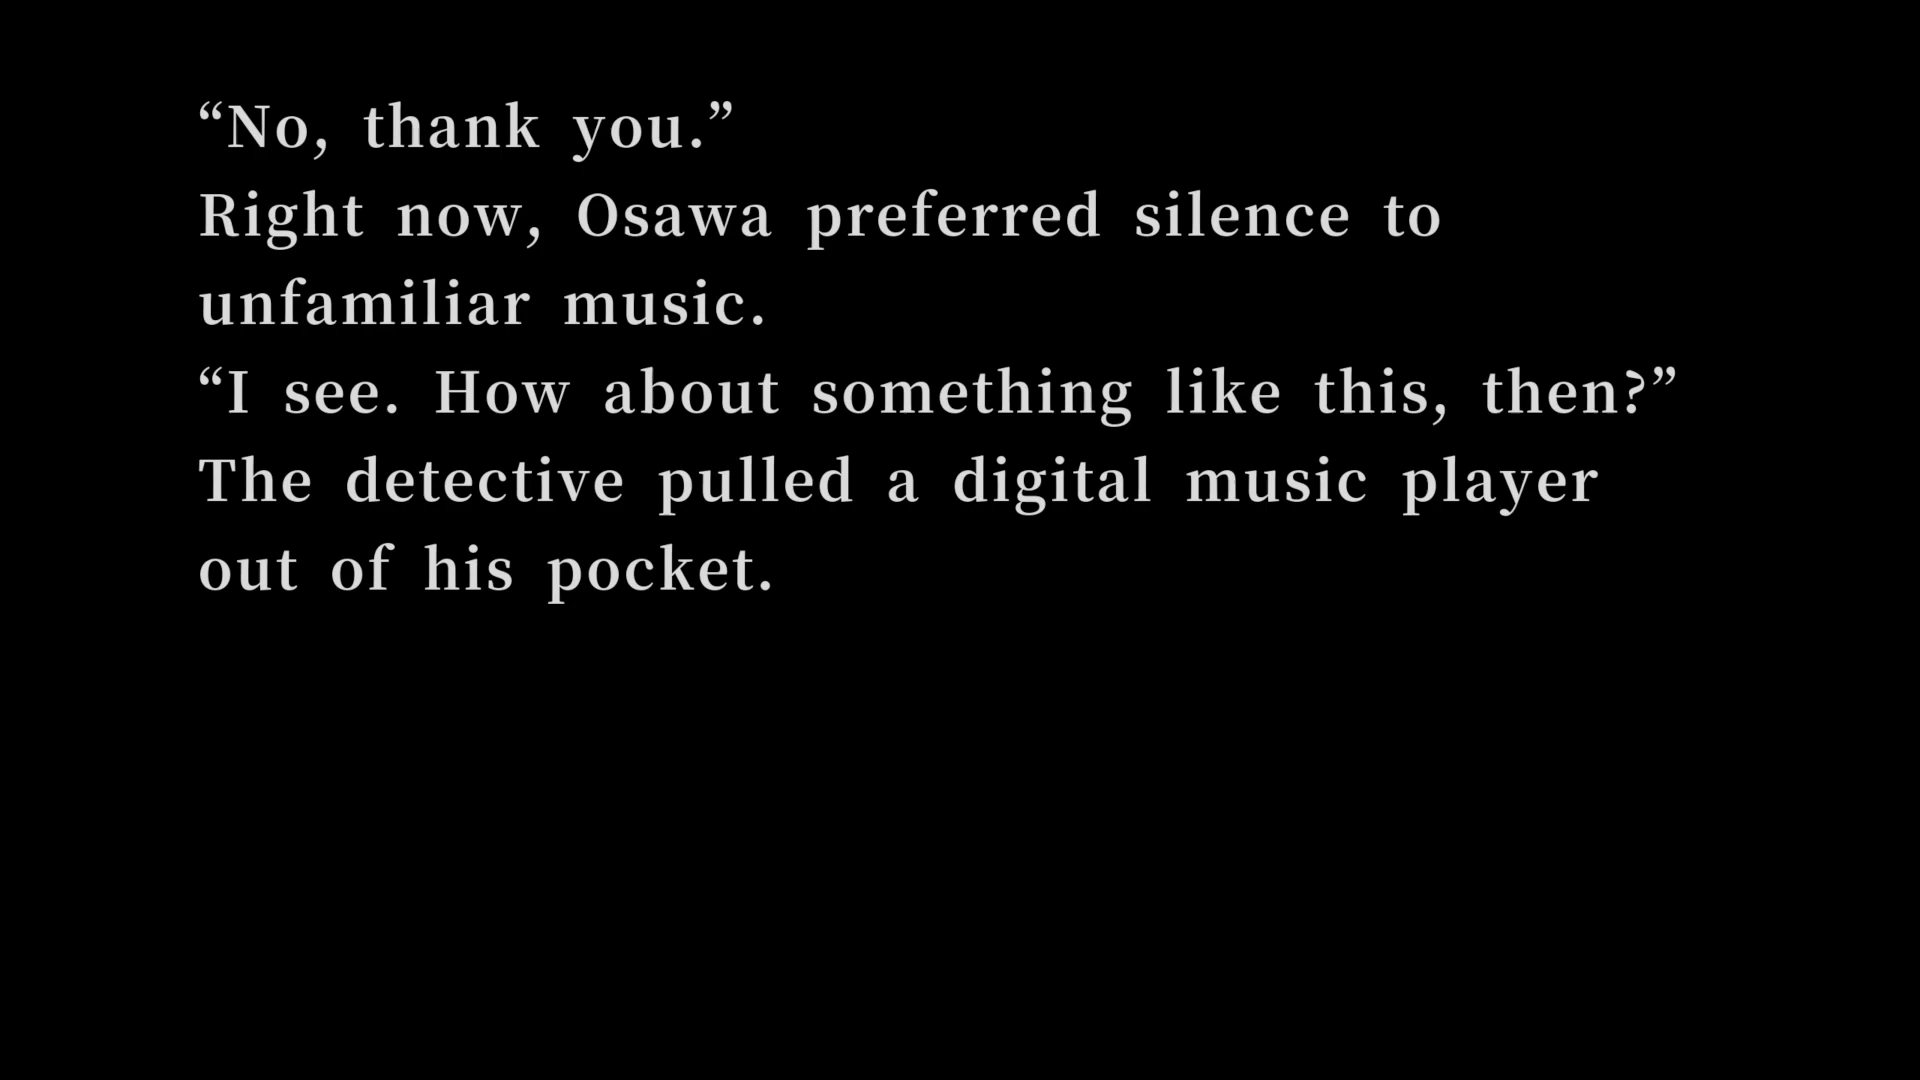 “No, thank you.”
Right now, Osawa preferred silence to
unfamiliar music.
“I see. How about something like this, then?”
The detective pulled a digital music player
out of his pocket.